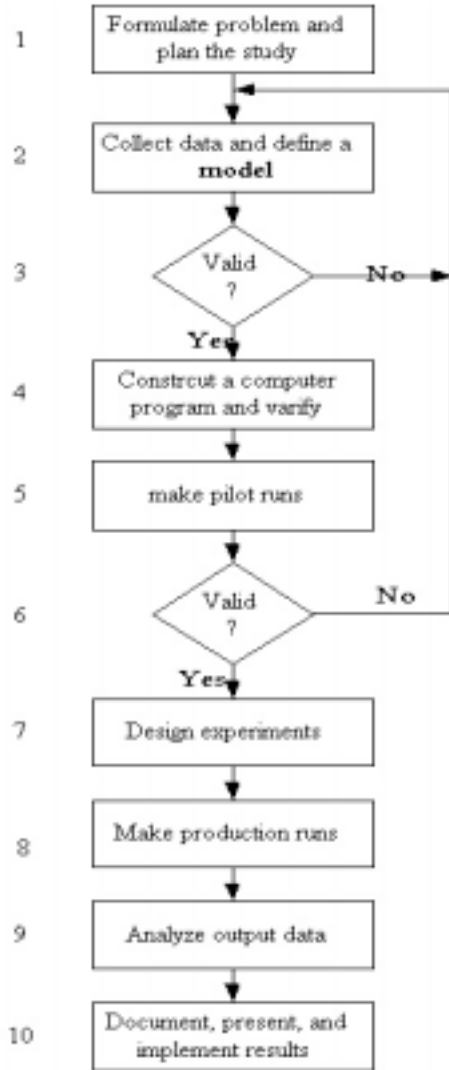 1
Formulate problem and
plan the study
2
Collect data and define a
model
3
Valid
?
No
Yes
4
Constrcut a computer
program and varify
5
make pilot runs
6
Valid
?
No
Yes
7
Design experiments
8
Make production runs
9
Analyze output data
10
Document, present, and
implement results